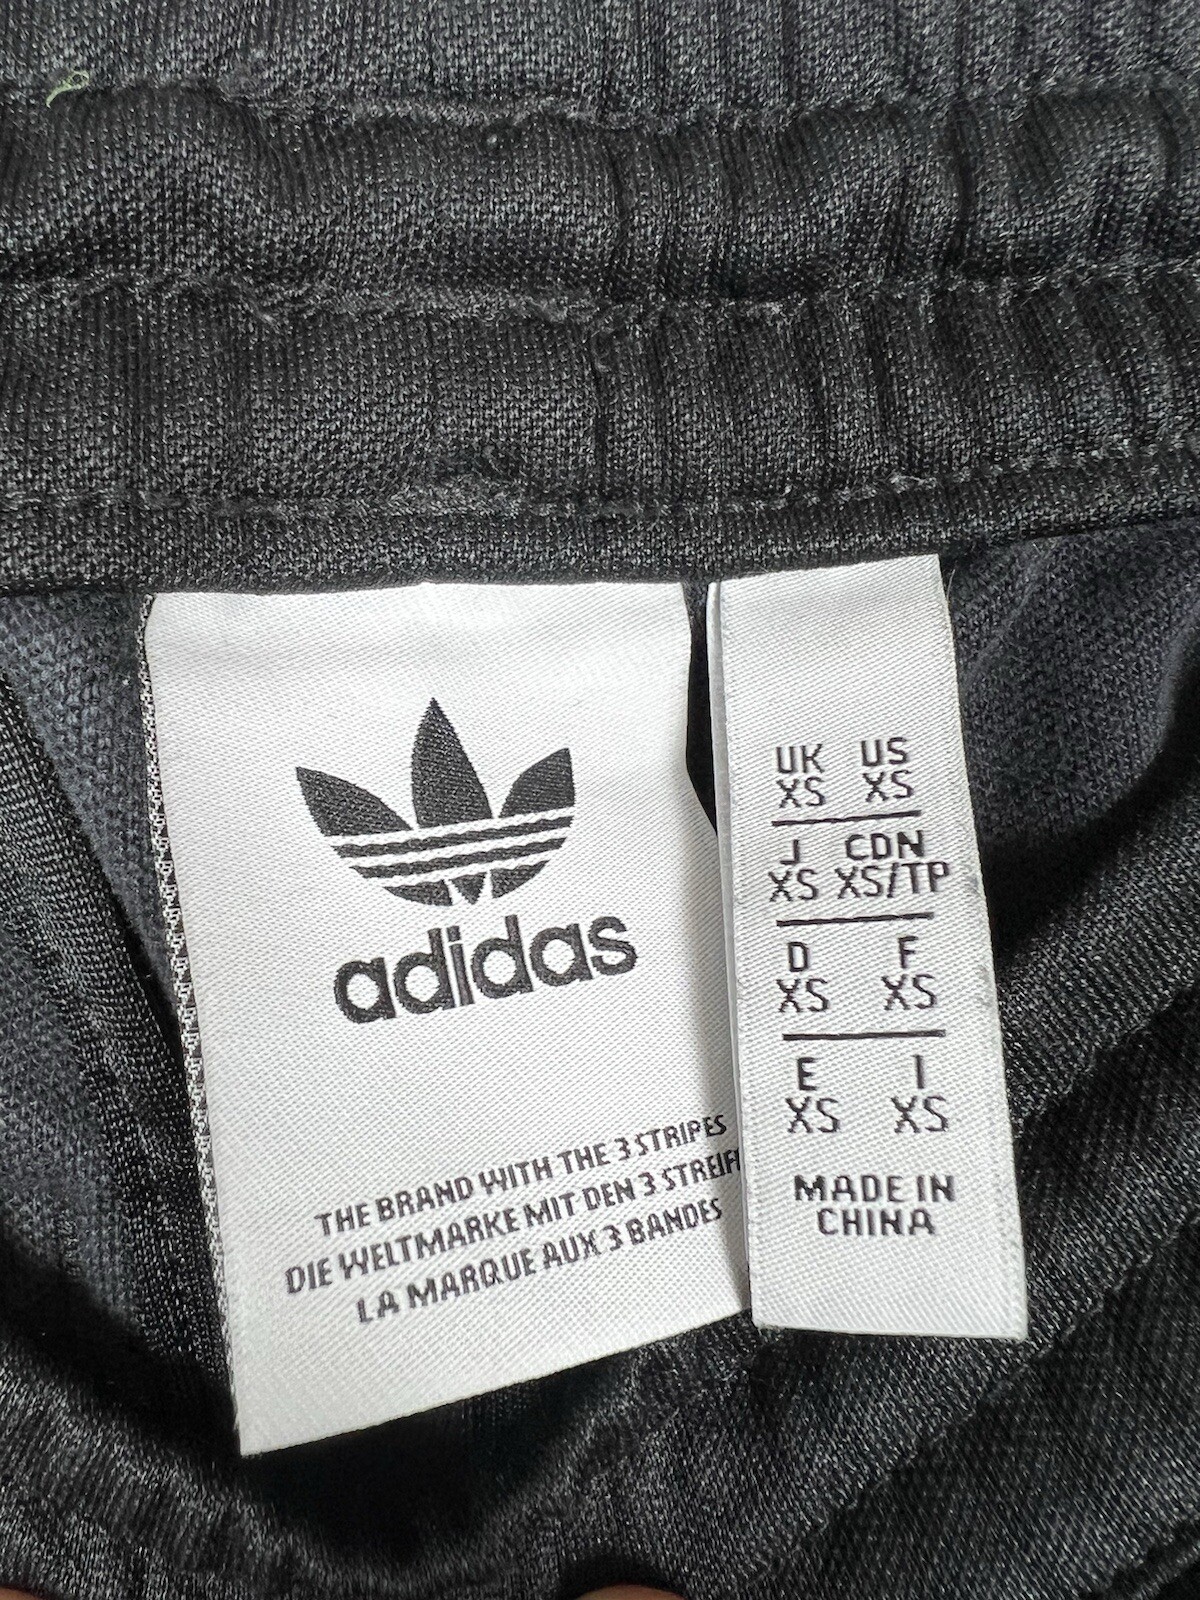 adidas
THE BRAND WITH THE 3 STRIPES
DIE WELTMARKE MIT DEN 3
LA MARQUE AUX 3 BANDES
UK US
XS XS
J CDN
XS XS/TP
D F
XS XS
E I
XS XS
MADE IN
CHINA